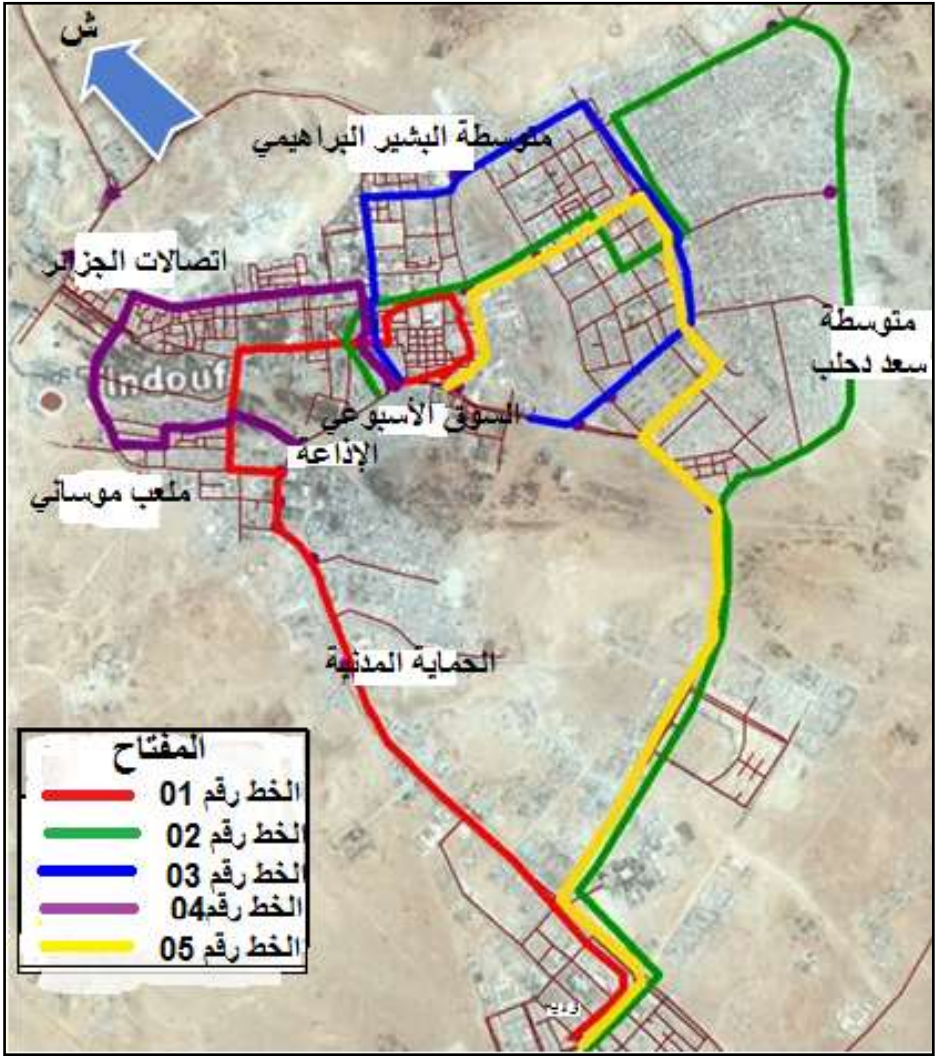 ش
متوسطة البشير البراهيمي
اتصالات الجزائر
متوسطة
سعد دحلب
indouf
السوق الأسبوعي
الإذاعة
ملعب موساني
الحماية المدنية
المفتاح
الخط رقم 01
الخط رقم 02
الخط رقم 03
الخط رقم04
الخط رقم 05